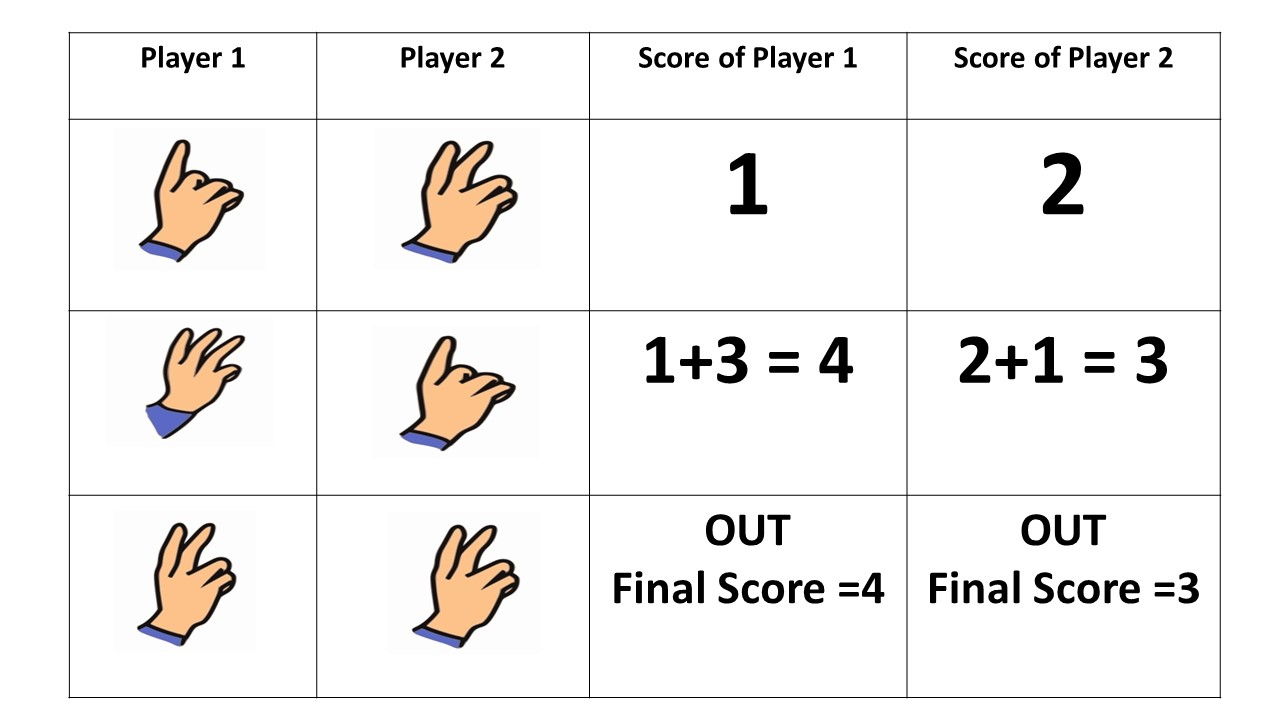 Player 1
Player 2
Score of Player 1
Score of Player 2
1
2
1+3 = 4
2+1 = 3
OUT
Final Score =4
OUT
Final Score =3